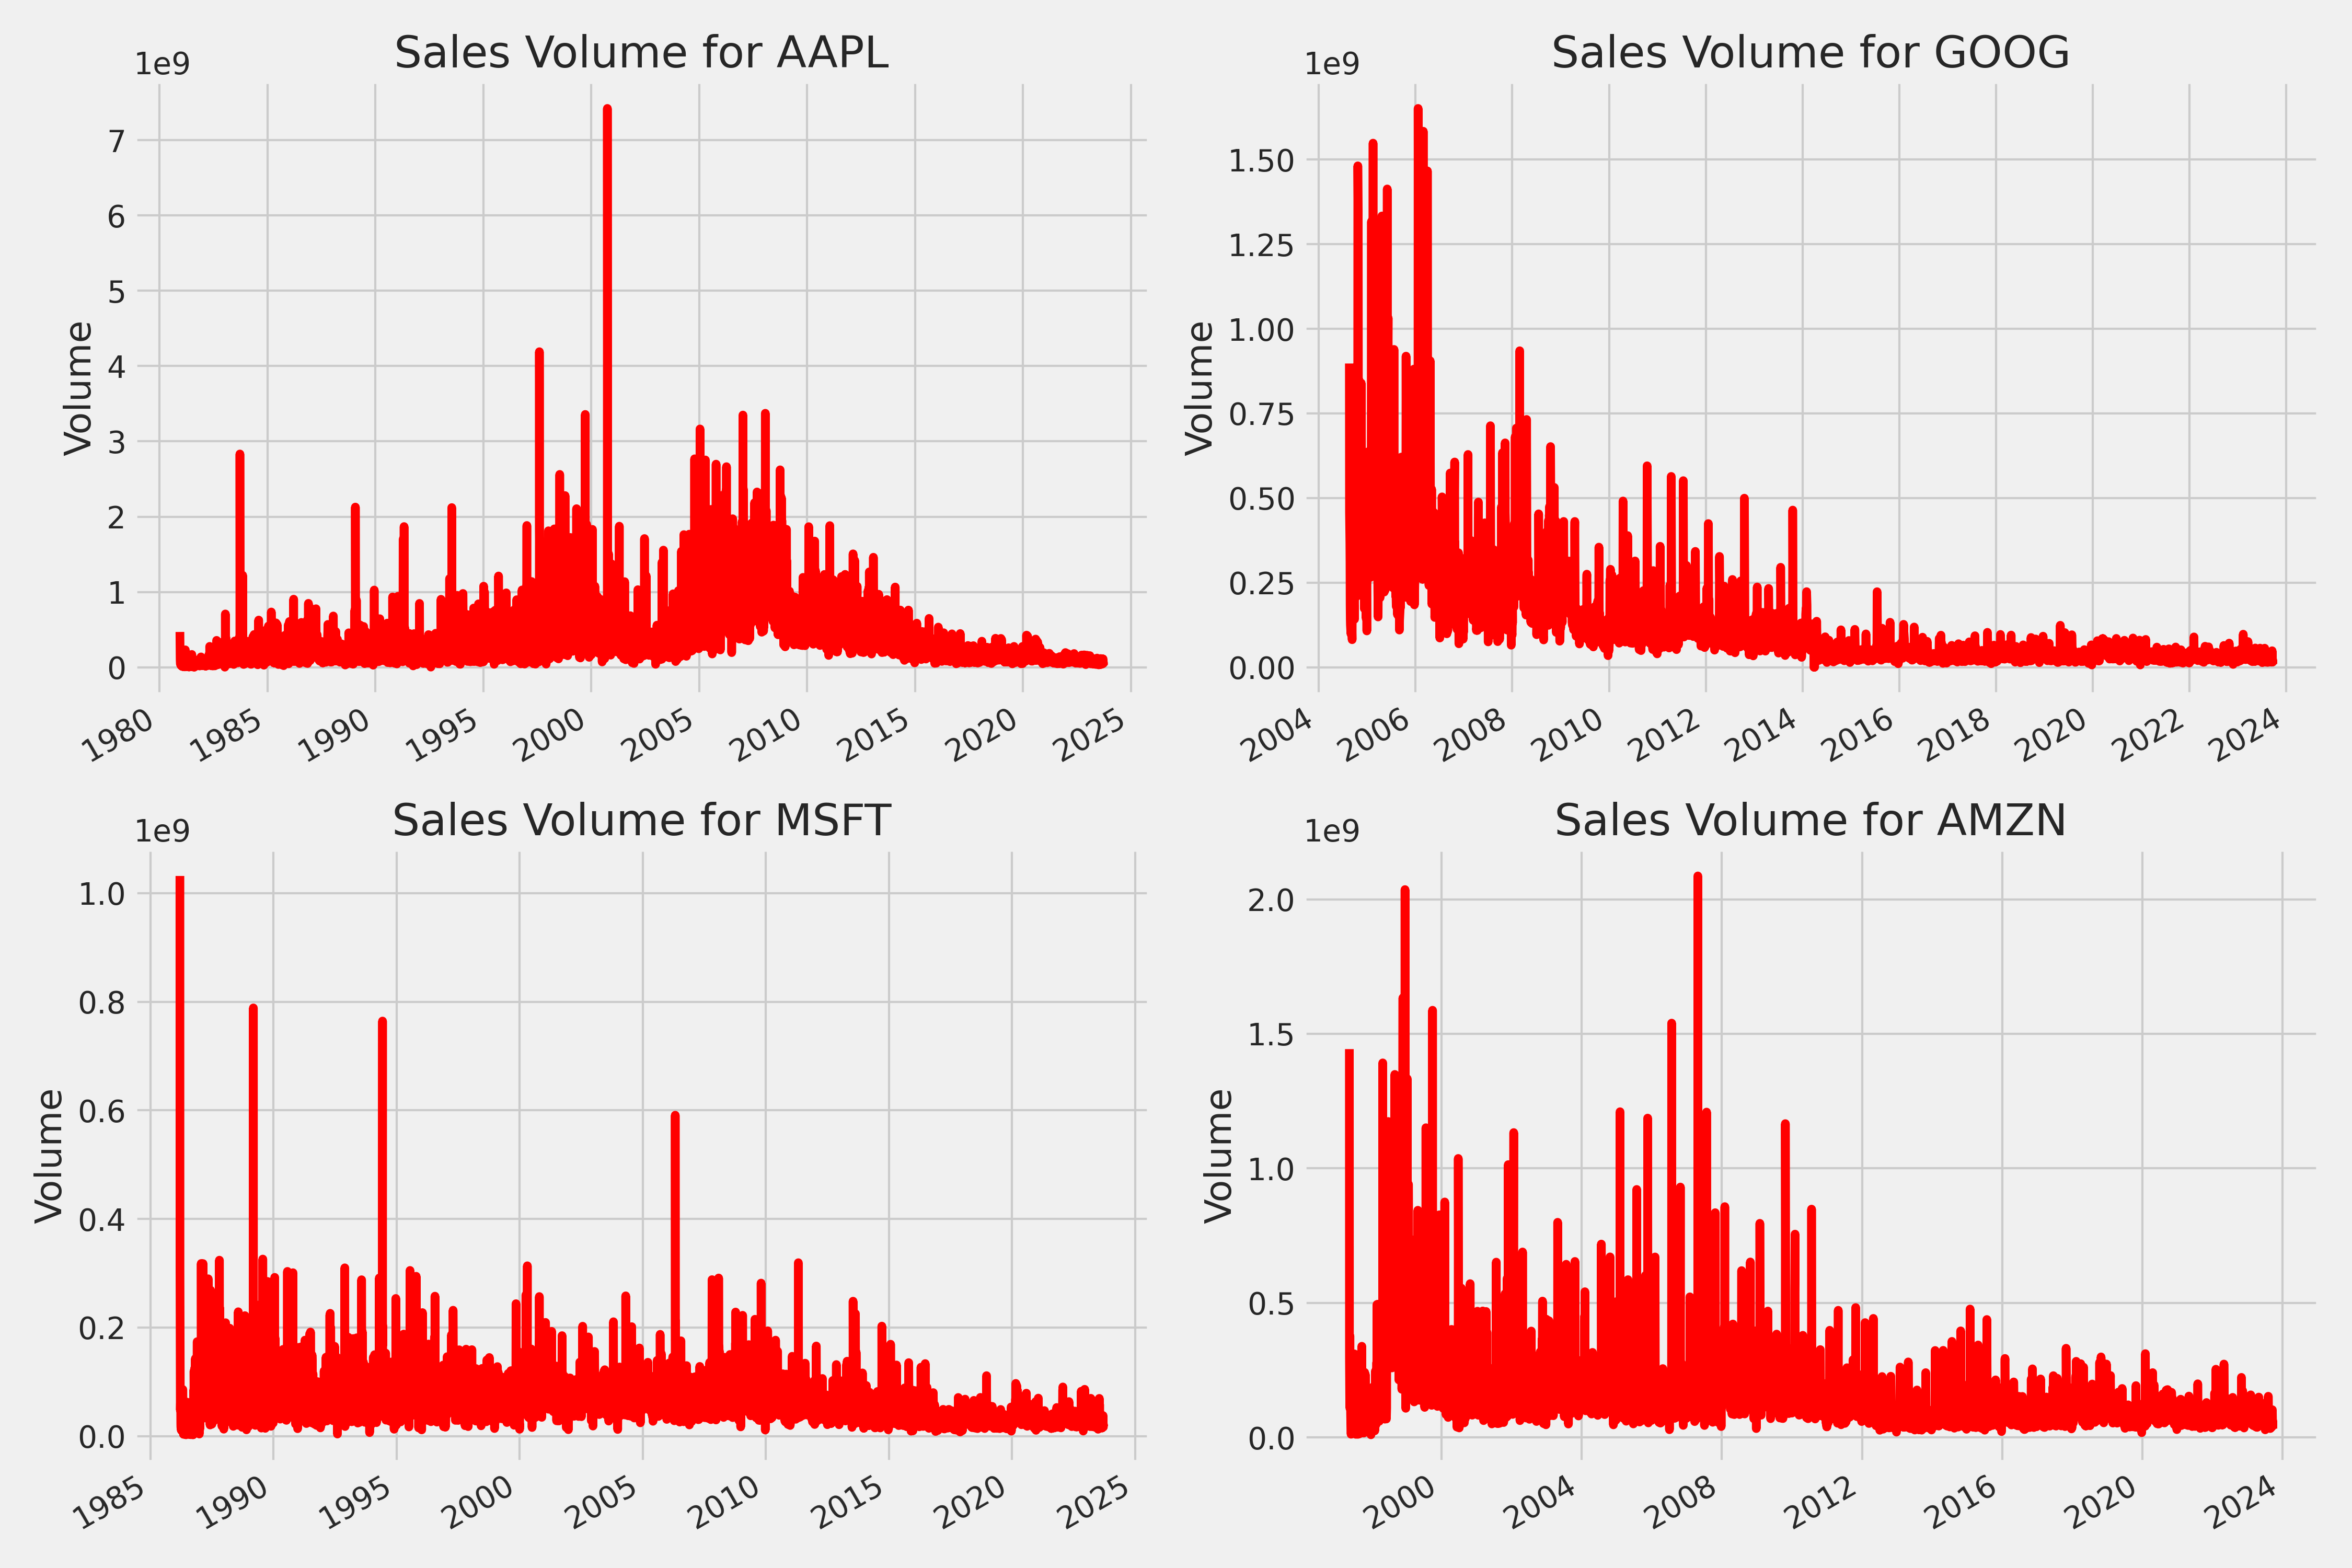 Sales Volume for AAPL
1e9
Volume
7
6
5
4
3
2
1
0
1980 1985 1990 1995 2000 2005 2010 2015 2020 2025
Sales Volume for GOOG
1e9
Volume
1.50
1.25
1.00
0.75
0.50
0.25
0.00
2004 2006 2008 2010 2012 2014 2016 2018 2020 2022 2024
Sales Volume for MSFT
1e9
Volume
1.0
0.8
0.6
0.4
0.2
0.0
1985 1990 1995 2000 2005 2010 2015 2020 2025
Sales Volume for AMZN
1e9
Volume
2.0
1.5
1.0
0.5
0.0
2000 2004 2008 2012 2016 2020 2024